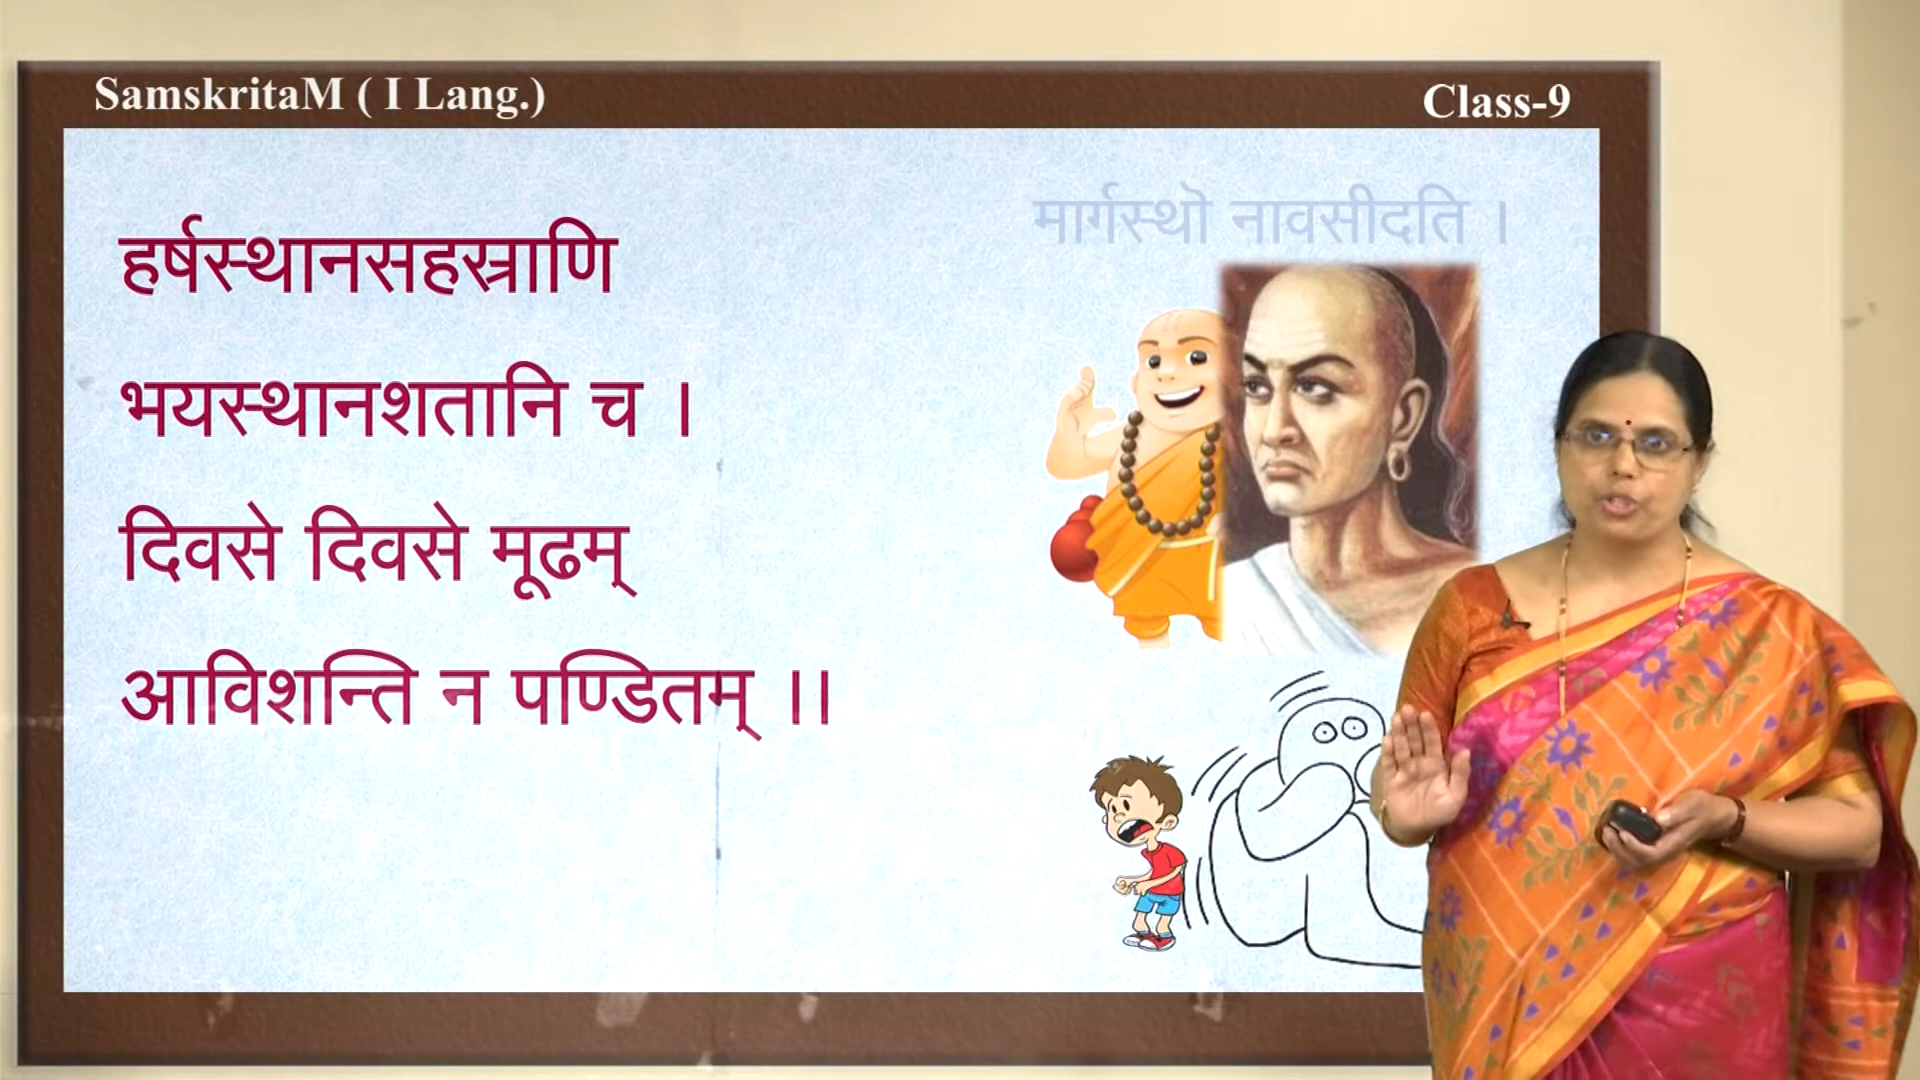 SamskritaM ( I Lang.)
Class-9
मार्गस्थॊ नावसीदति ।
हर्षस्थानसहस्राणि
भयस्थानशतानि च ।
दिवसे दिवसे मूढम्
आविशन्ति न पण्डितम् ।।